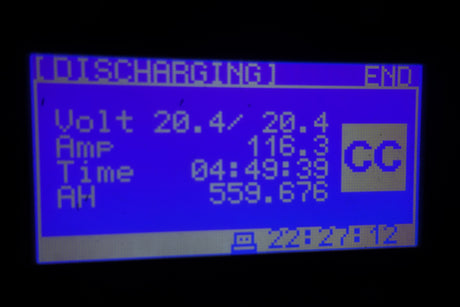 [DISCHARGING] END
Volt 20.4/ 20.4
Amp 116.3
Time 04:49:39
AH 559.676
CC
22:27:12